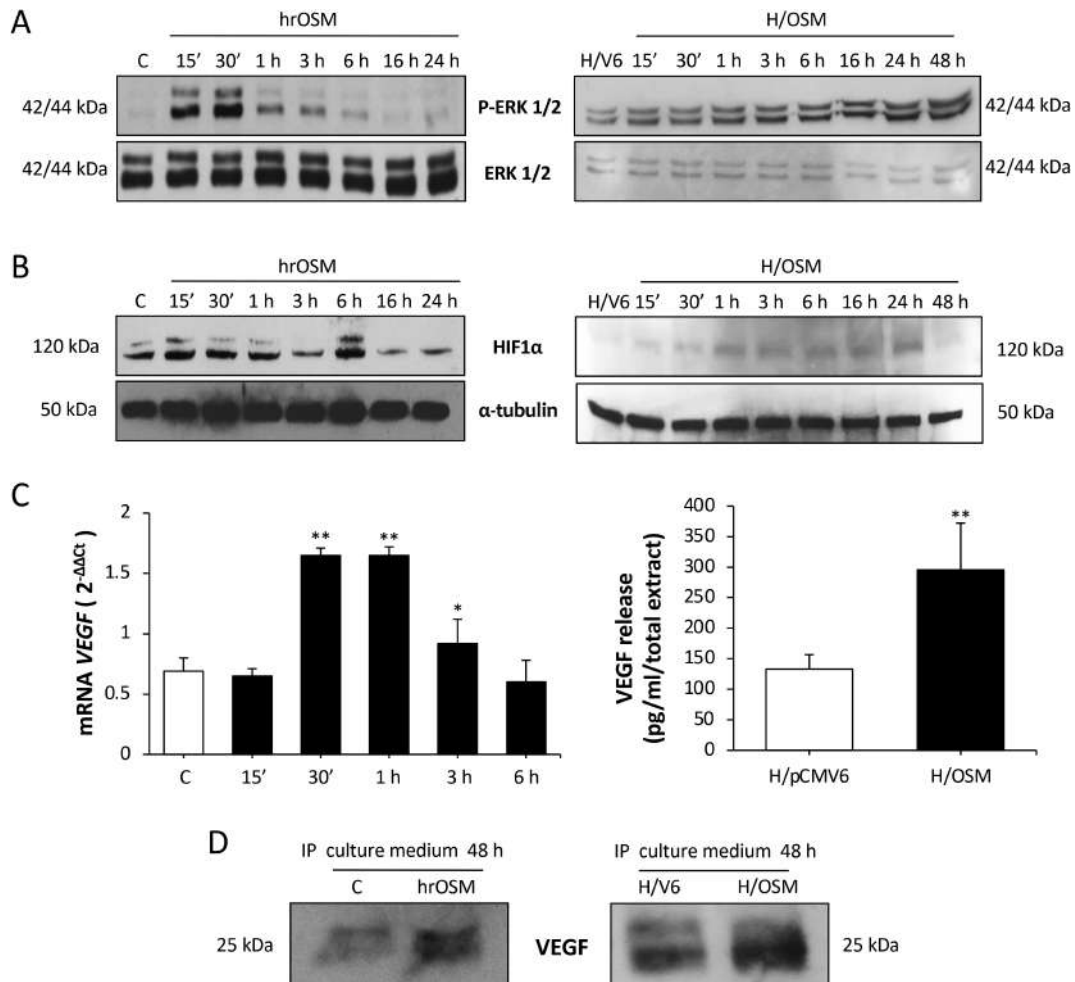 A
hrOSM
H/OSM
C 15′ 30′ 1 h 3 h 6 h 16 h 24 h
H/V6 15′ 30′ 1 h 3 h 6 h 16 h 24 h 48 h
42/44 kDa P-ERK 1/2 42/44 kDa
42/44 kDa ERK 1/2 42/44 kDa
B
hrOSM
H/OSM
C 15′ 30′ 1 h 3 h 6 h 16 h 24 h
H/V6 15′ 30′ 1 h 3 h 6 h 16 h 24 h 48 h
120 kDa HIF1α 120 kDa
50 kDa α-tubulin 50 kDa
C
mRNA VEGF ( 2-ΔΔCt)
2
1.5
1
0.5
0
** ** *
C 15′ 30′ 1 h 3 h 6 h
VEGF release
(pg/ml/total extract)
400
350
300
250
200
150
100
50
0
**
H/pCMV6 H/OSM
D
IP culture medium 48 h
C hrOSM
IP culture medium 48 h
H/V6 H/OSM
25 kDa VEGF 25 kDa